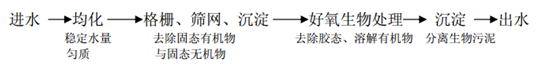 进水→均化→格栅、筛网、沉淀→好氧生物处理→沉淀→出水
稳定水量 去除固态有机物 去除胶态、溶解有机物 分离生物污泥
匀质 与固态无机物